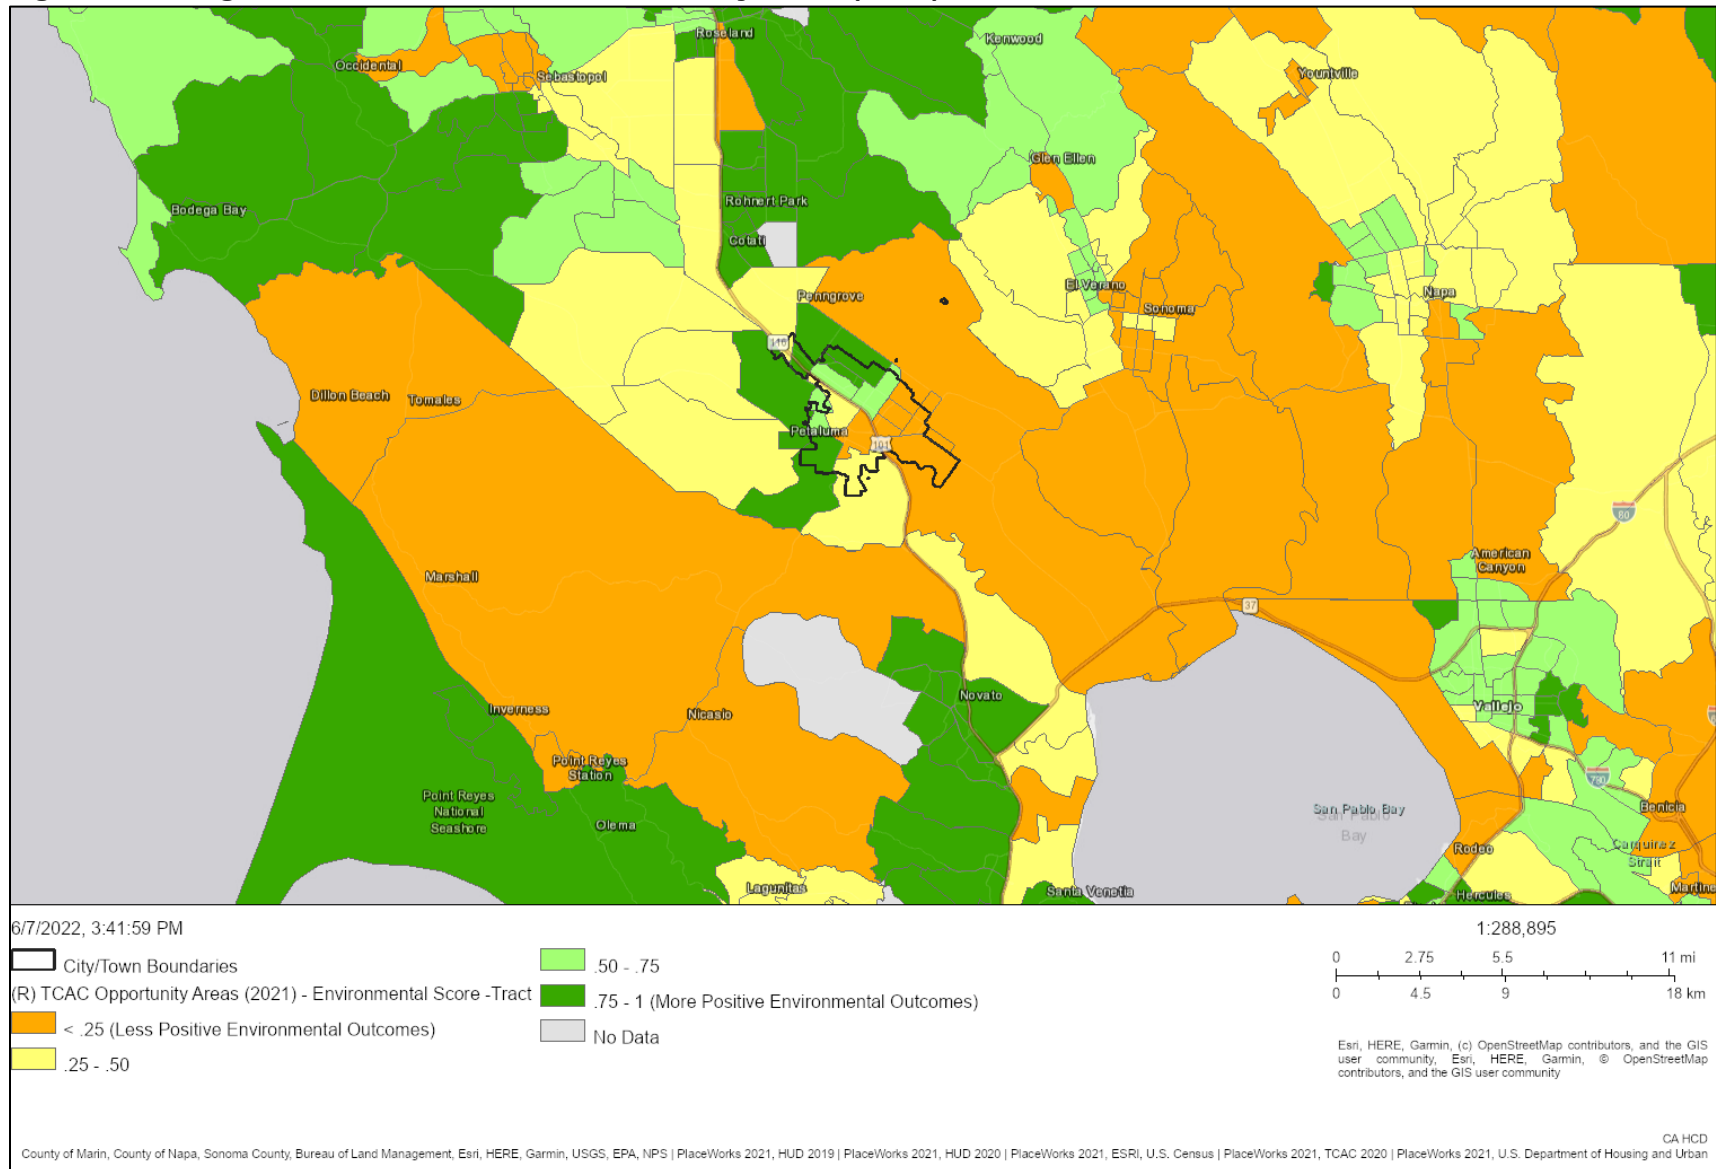 Roseland
Kenwood
Occidental
Sebastopol
Yountville
Glen Ellen
Rohnert Park
Bodega Bay
Cotati
El Verano
Napa
Penngrove
Sonoma
116
Dillon Beach
Tomales
Petaluma
101
80
American
Canyon
Marshall
37
Novato
Inverness
Nicasio
Vallejo
Point Reyes
Station
780
Point Reyes
National
Seashore
Olema
San Pablo Bay
San Pablo
Bay
Benicia
Rodeo
Carquinez
Strait
Lagunitas
Santa Venetia
Hercules
Martine
6/7/2022, 3:41:59 PM
City/Town Boundaries
(R) TCAC Opportunity Areas (2021) - Environmental Score -Tract
< .25 (Less Positive Environmental Outcomes)
.25 - .50
.50 - .75
.75 - 1 (More Positive Environmental Outcomes)
No Data
1:288,895
0 2.75 5.5 11 mi
0 4.5 9 18 km
Esri, HERE, Garmin, (c) OpenStreetMap contributors, and the GIS
user community, Esri, HERE, Garmin, © OpenStreetMap
contributors, and the GIS user community
CA HCD
County of Marin, County of Napa, Sonoma County, Bureau of Land Management, Esri, HERE, Garmin, USGS, EPA, NPS | PlaceWorks 2021, HUD 2019 | PlaceWorks 2021, HUD 2020 | PlaceWorks 2021, ESRI, U.S. Census | PlaceWorks 2021, TCAC 2020 | PlaceWorks 2021, U.S. Department of Housing and Urban